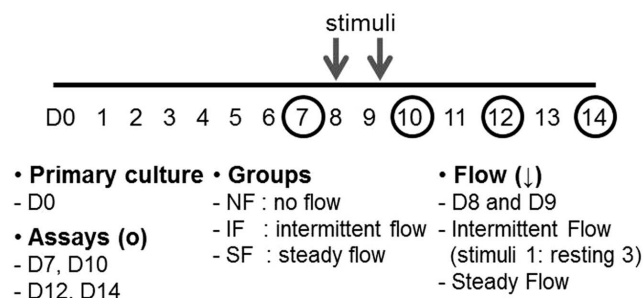 stimuli
D0 1 2 3 4 5 6 7 8 9 10 11 12 13 14
• Primary culture
- D0
• Assays (o)
- D7, D10
- D12, D14
• Groups
- NF : no flow
- IF : intermittent flow
- SF : steady flow
• Flow (↓)
- D8 and D9
- Intermittent Flow
(stimuli 1: resting 3)
- Steady Flow